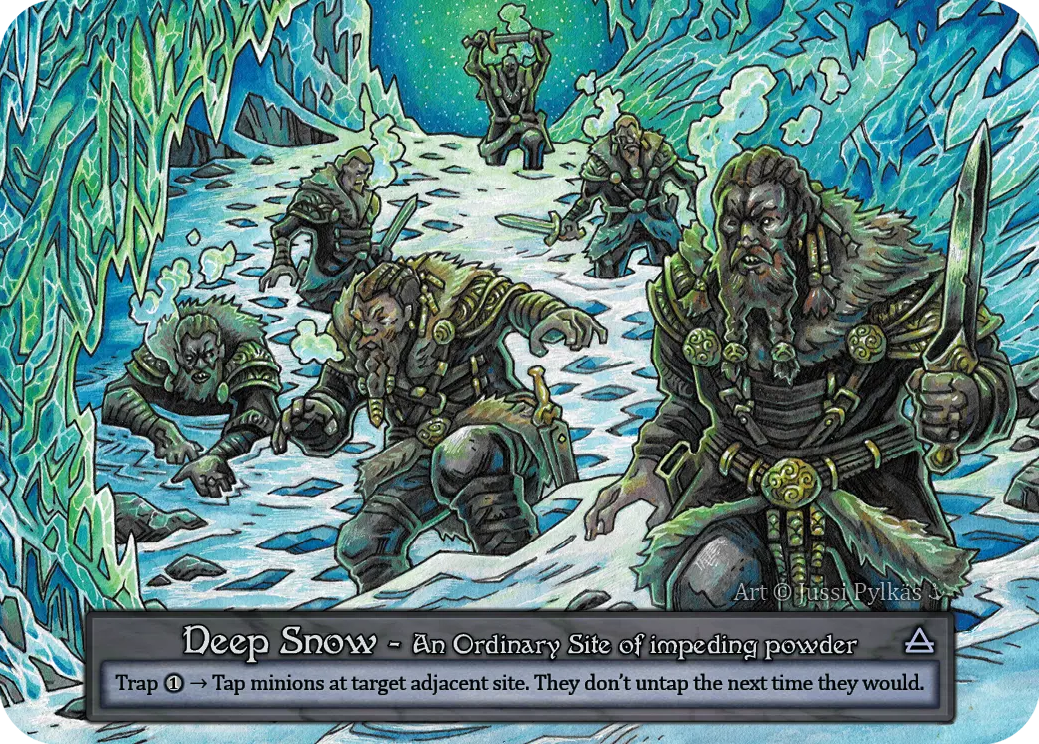 Art © Jussi Pylkäs
Deep Snow - An Ordinary Site of impeding powder
Trap ① → Tap minions at target adjacent site. They don't untap the next time they would.